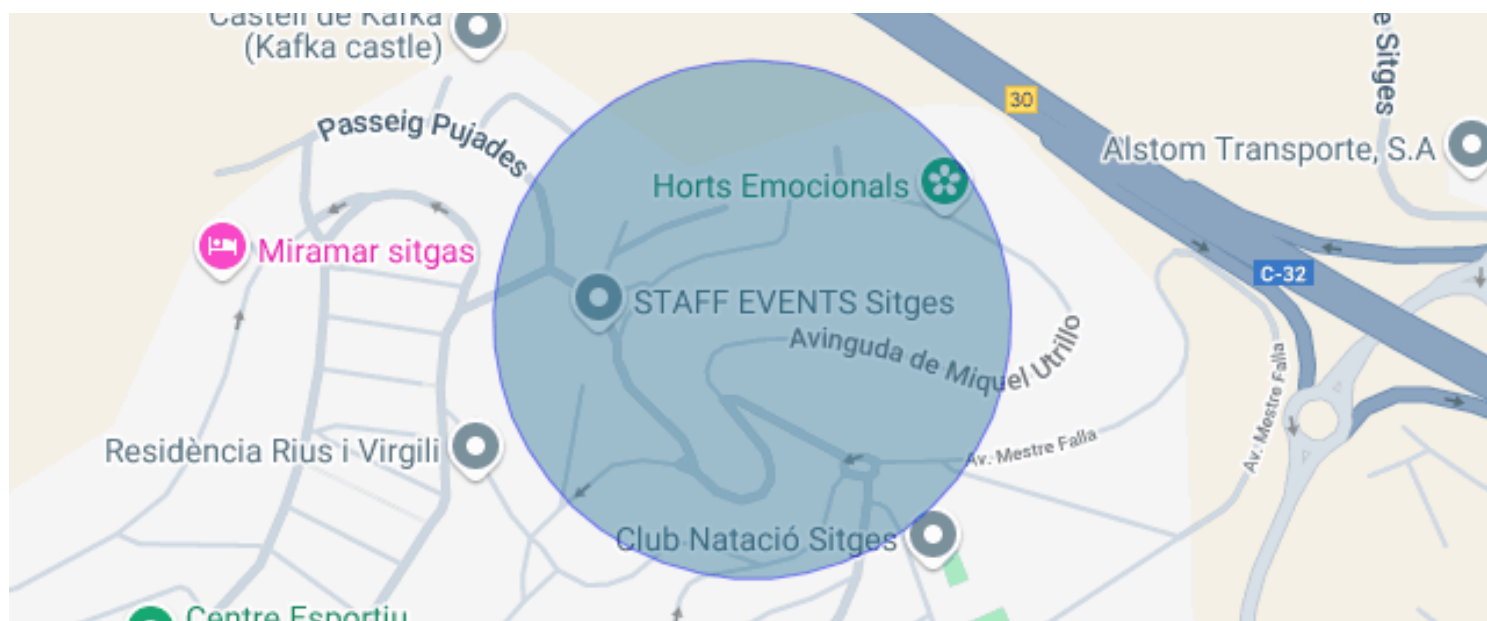 Castell de Kafka
(Kafka castle)
Passeig Pujades
30
e Sitges
Alstom Transporte, S.A
Horts Emocionals
Miramar sitgas
C-32
STAFF EVENTS Sitges
Avinguda de Miquel Utrillo
Av. Mestre Falla
Residència Rius i Virgili
Av. Mestre Falla
Club Natació Sitges
Centre Esportiu